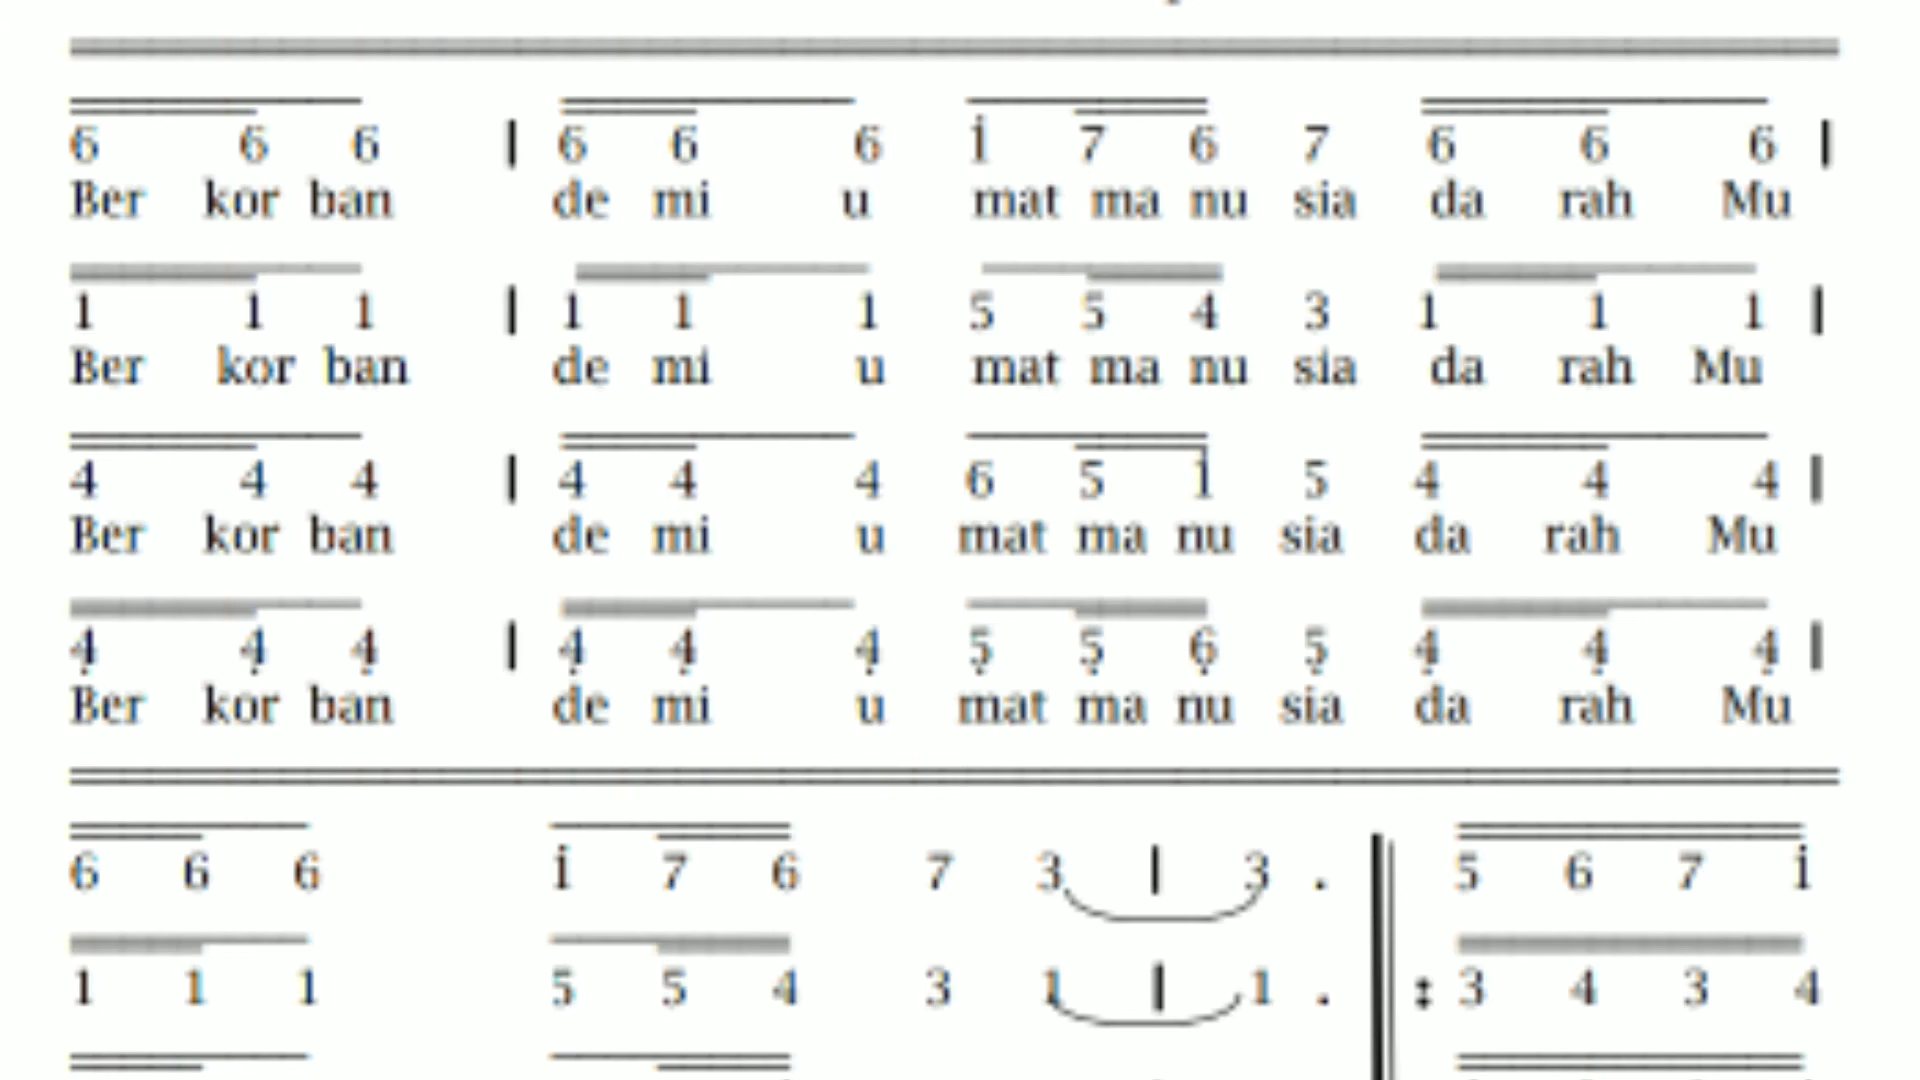 6 6 6 | 6 6 6 i 7 6 7 6 6 6 |
Ber kor ban de mi u mat ma nu sia da rah Mu
1 1 1 | 1 1 1 5 5 4 3 1 1 1 |
Ber kor ban de mi u mat ma nu sia da rah Mu
4 4 4 | 4 4 4 6 5 1 5 4 4 4 |
Ber kor ban de mi u mat ma nu sia da rah Mu
4̣ 4̣ 4̣ | 4̣ 4̣ 4̣ 5̣ 5̣ 6̣ 5̣ 4̣ 4̣ 4̣ |
Ber kor ban de mi u mat ma nu sia da rah Mu
6 6 6 i 7 6 7 3 | 3 . 5 6 7 i
1 1 1 5 5 4 3 1 | 1 . : 3 4 3 4